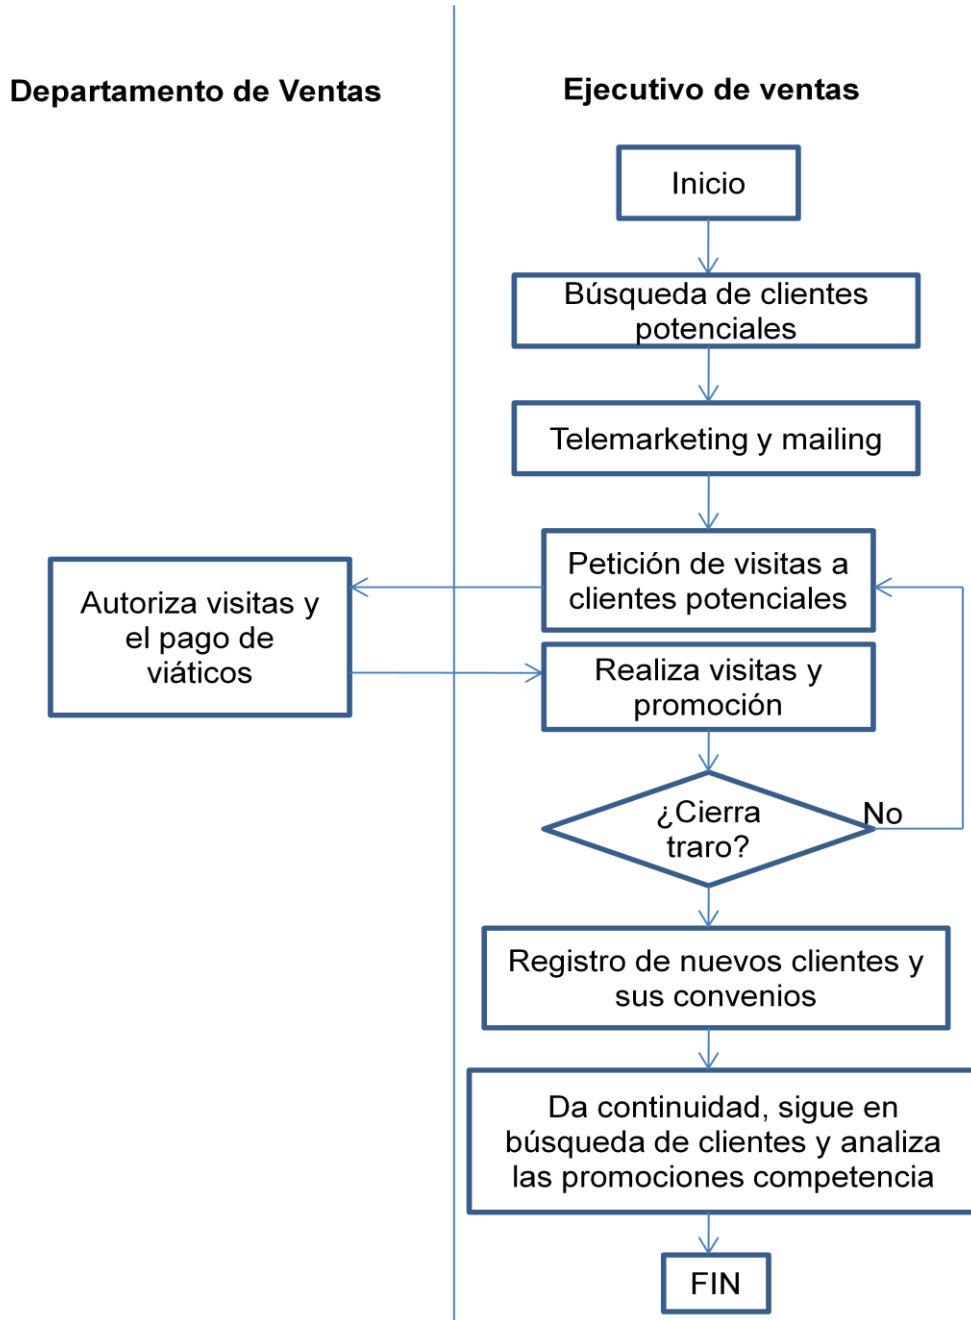 Departamento de Ventas
Ejecutivo de ventas
Inicio
Búsqueda de clientes
potenciales
Telemarketing y mailing
Petición de visitas a
clientes potenciales
Autoriza visitas y
el pago de
viáticos
Realiza visitas y
promoción
¿Cierra
traro?
No
Registro de nuevos clientes y
sus convenios
Da continuidad, sigue en
búsqueda de clientes y analiza
las promociones competencia
FIN